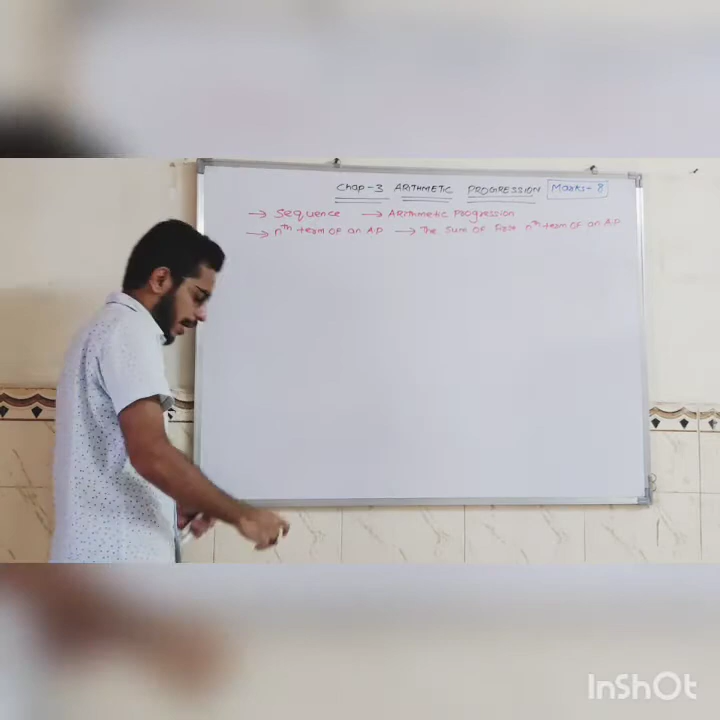 Chap-3 ARITHMETIC PROGRESSION Marks-8
→ Sequence → ARithmetic Progression
→ nth term OF an A.P → The Sum OF nth term OF an A.P
InShOt